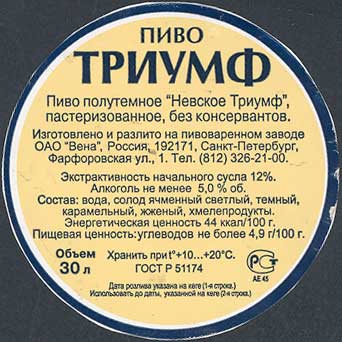 ПИВО
ТРИУМФ
Пиво полутемное “Невское Триумф”,
пастеризованное, без консервантов.
Изготовлено и разлито на пивоваренном заводе
ОАО “Вена”, Россия, 192171, Санкт-Петербург,
Фарфоровская ул., 1. Тел. (812) 326-21-00.
Экстрактивность начального сусла 12%.
Алкоголь не менее 5,0 % об.
Состав: вода, солод ячменный светлый, темный,
карамельный, жженый, хмелепродукты.
Энергетическая ценность 44 ккал/100 г.
Пищевая ценность:углеводов не более 4,9 г/100 г.
Объем
30 л
Хранить при t°+10...+20°С.
ГОСТ Р 51174
РСТ
АЕ 45
Дата розлива указана на кеге (1-я строка.)
Использовать до даты, указанной на кеге (2-я строка.)